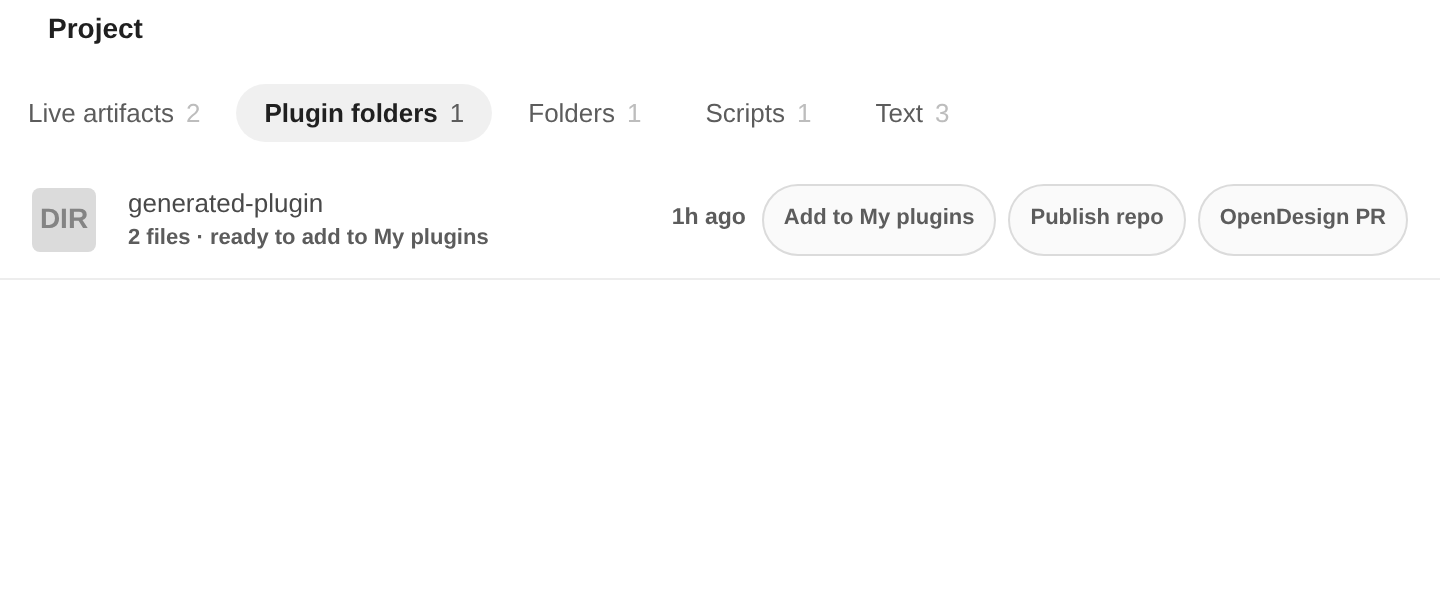 Project
Live artifacts 2 Plugin folders 1 Folders 1 Scripts 1 Text 3
DIR
generated-plugin
2 files · ready to add to My plugins
1h ago Add to My plugins Publish repo OpenDesign PR